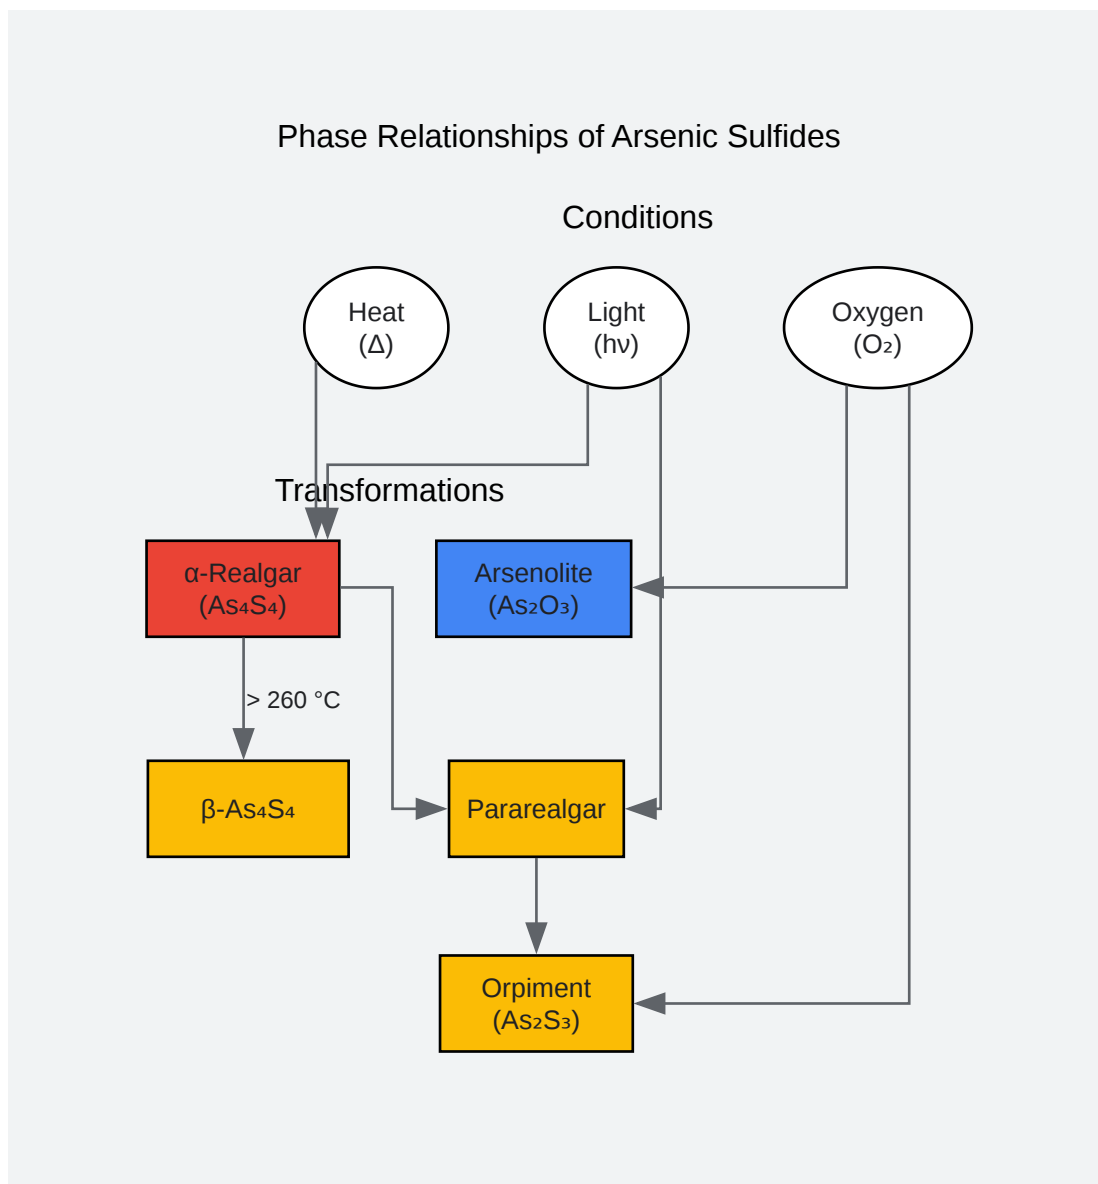 Phase Relationships of Arsenic Sulfides
Conditions
Heat
(Δ)
Light
(hν)
Oxygen
(O₂)
Transformations
α-Realgar
(As₄S₄)
Arsenolite
(As₂O₃)
> 260 °C
β-As₄S₄
Pararealgar
Orpiment
(As₂S₃)